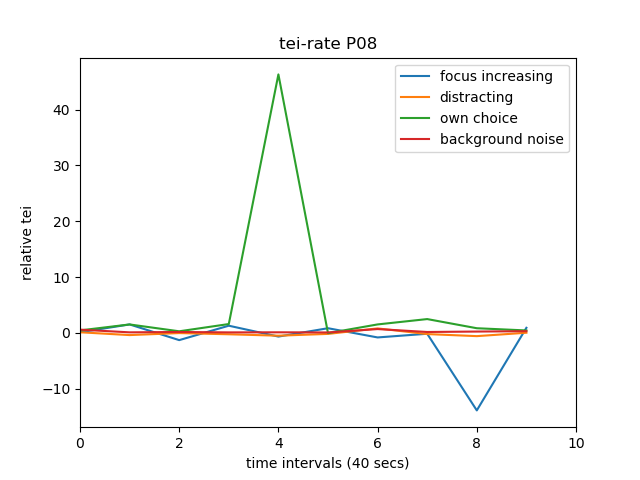 tei-rate P08
focus increasing
distracting
own choice
background noise
relative tei
40
30
20
10
0
−10
0 2 4 6 8 10
time intervals (40 secs)